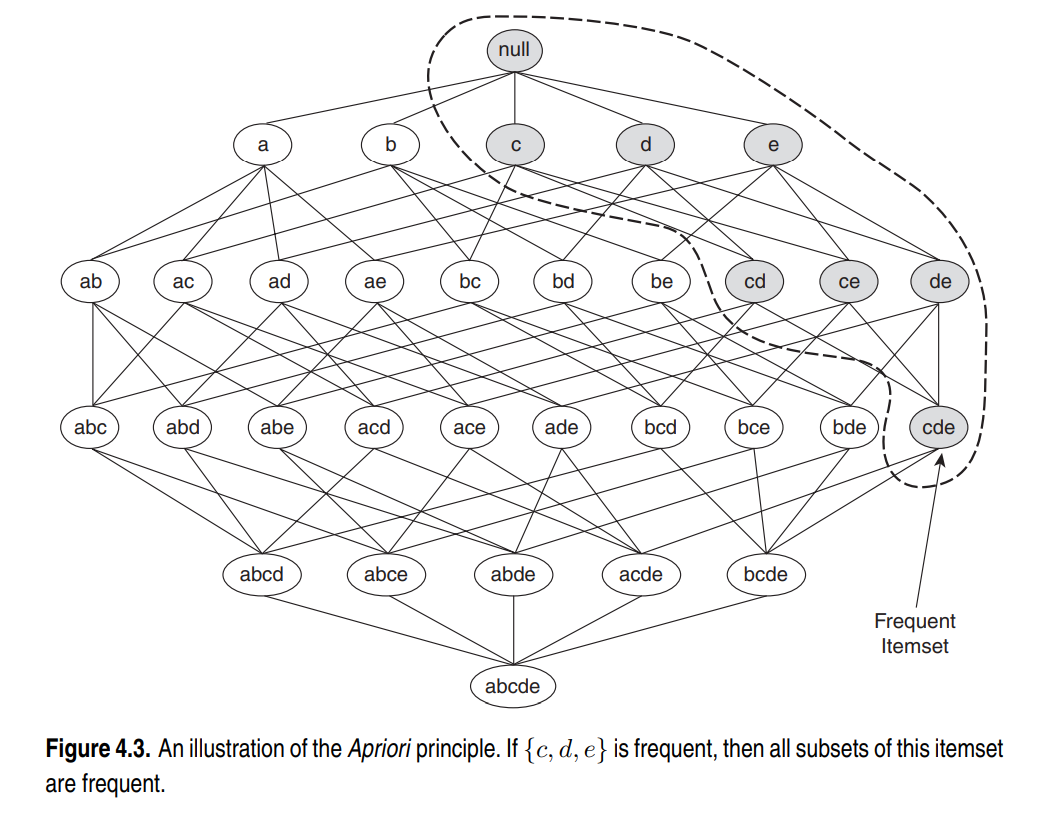 null
a b c d e
ab ac ad ae bc bd be cd ce de
abc abd abe acd ace ade bcd bce bde cde
abcd abce abde acde bcde
Frequent
Itemset
abcde
Figure 4.3. An illustration of the Apriori principle. If {c, d, e} is frequent, then all subsets of this itemset
are frequent.